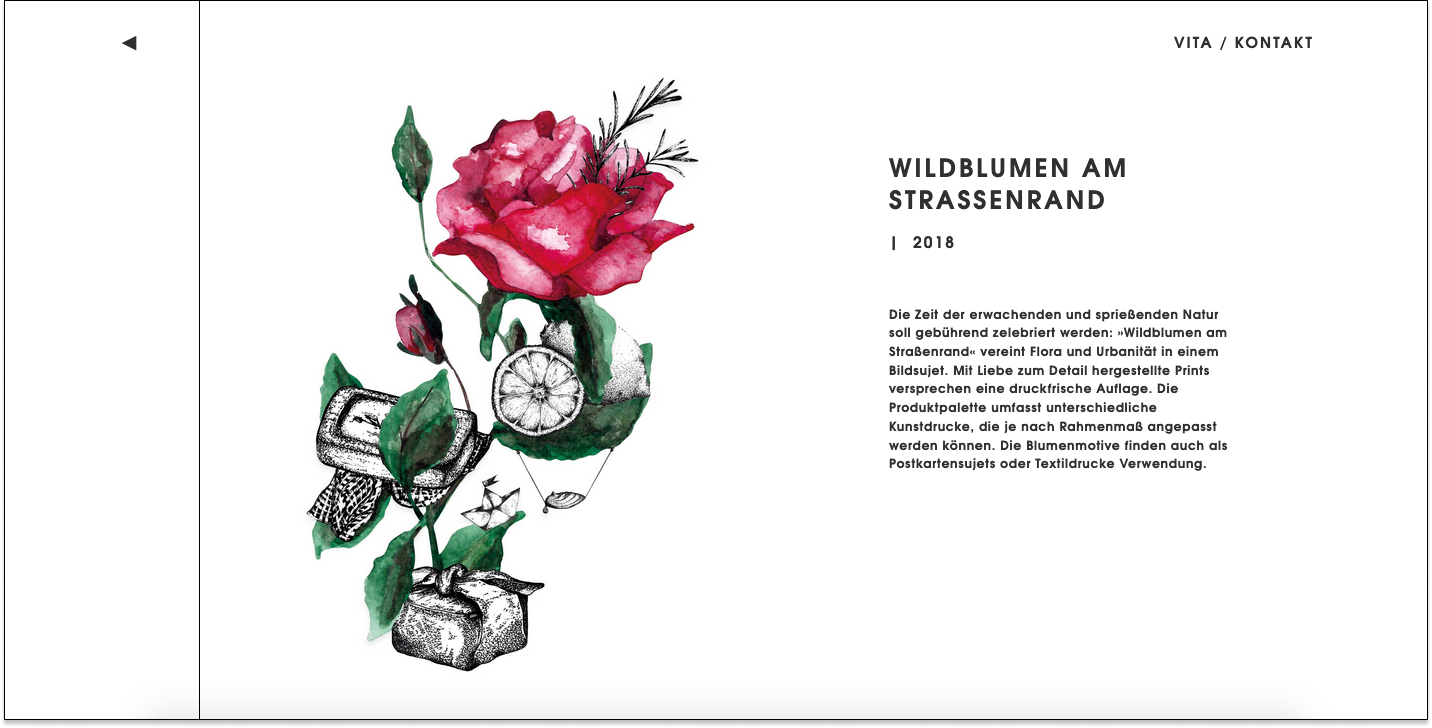 VITA / KONTAKT
WILDBLUMEN AM
STRASSENRAND
| 2018
Die Zeit der erwachenden und sprießenden Natur
soll gebührend zelebriert werden: »Wildblumen am
Straßenrand« vereint Flora und Urbanität in einem
Bildsujet. Mit Liebe zum Detail hergestellte Prints
versprechen eine druckfrische Auflage. Die
Produktpalette umfasst unterschiedliche
Kunstdrucke, die je nach Rahmenmaß angepasst
werden können. Die Blumenmotive finden auch als
Postkartensujets oder Textildrucke Verwendung.